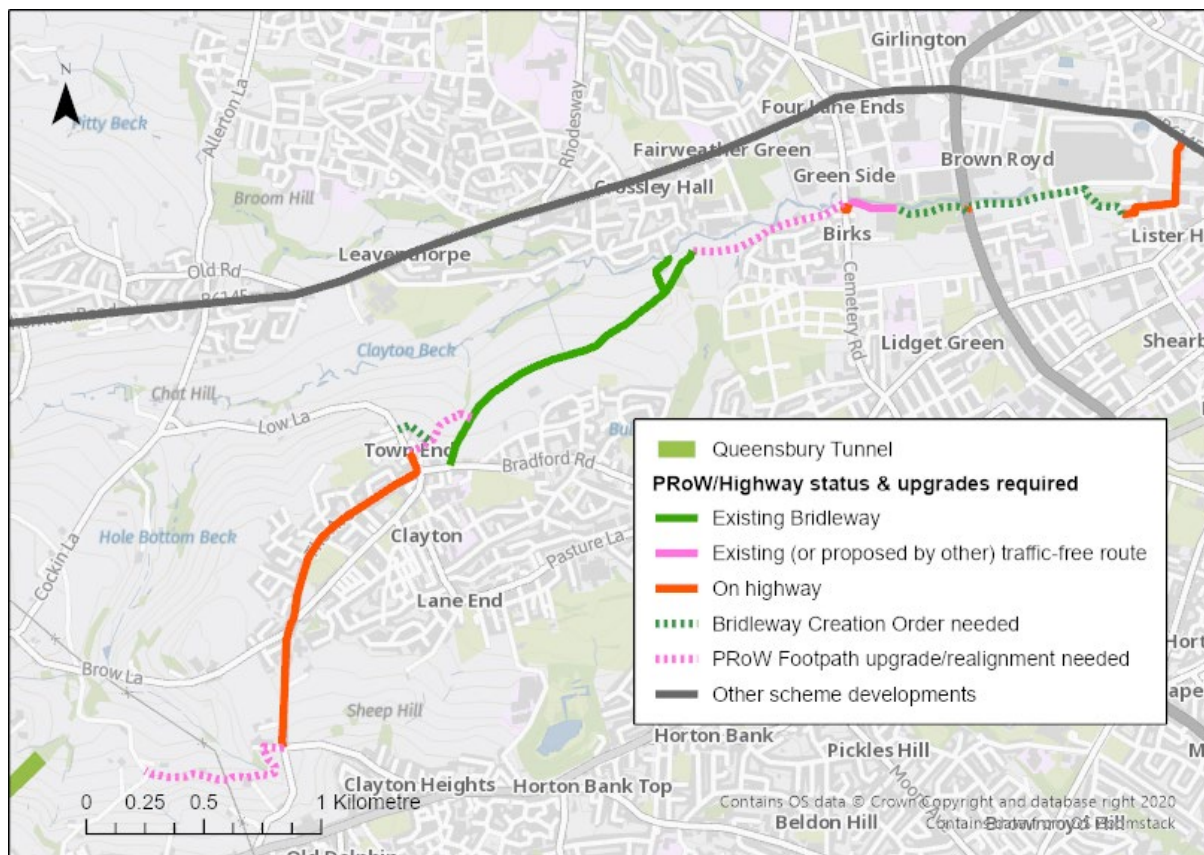 Girlington
N
Pitty Beck
Allerton La
Rhodesway
Four Lane Ends
Fairweather Green
Brown Royd
Broom Hill
Crossley Hall
Green Side
Leaventhorpe
Birks
Lister H
Old Rd
B6145
Cemetery Rd
Clayton Beck
Lidget Green
Shearb
Chat Hill
Low La
Town End
Bradford Rd
Hole Bottom Beck
Clayton
Pasture La
Cockin La
Lane End
Brow La
Sheep Hill
Queensbury Tunnel
PRoW/Highway status & upgrades required
Existing Bridleway
Existing (or proposed by other) traffic-free route
On highway
Bridleway Creation Order needed
PRoW Footpath upgrade/realignment needed
Other scheme developments
Horton Bank
Pickles Hill
Clayton Heights
Horton Bank Top
0 0.25 0.5 1 Kilometre
Contains OS data © Crown Copyright and database right 2020
Beldon Hill
Old Dolphin